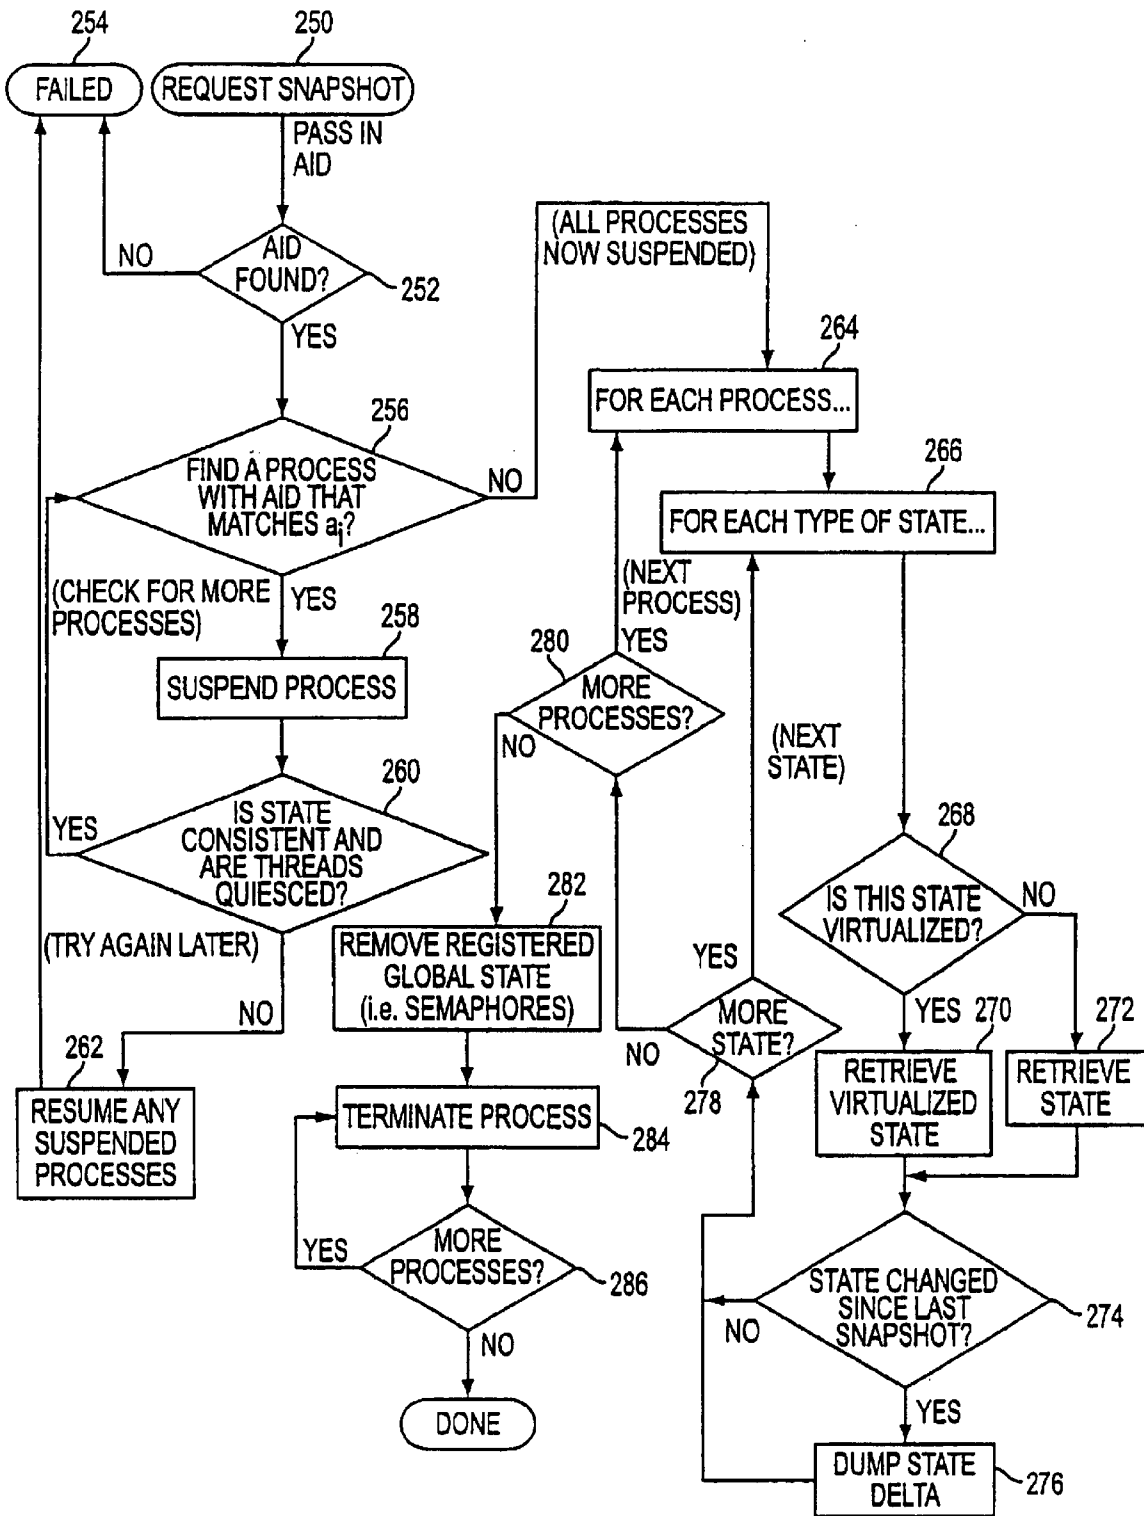 254
FAILED
250
REQUEST SNAPSHOT
PASS IN
AID
AID
FOUND?
NO
252
YES
(ALL PROCESSES
NOW SUSPENDED)
256
FIND A PROCESS
WITH AID THAT
MATCHES ai?
NO
(CHECK FOR MORE
PROCESSES)
YES
258
SUSPEND PROCESS
260
IS STATE
CONSISTENT AND
ARE THREADS
QUIESCED?
YES
(TRY AGAIN LATER)
NO
262
RESUME ANY
SUSPENDED
PROCESSES
264
FOR EACH PROCESS...
266
FOR EACH TYPE OF STATE...
(NEXT
PROCESS)
YES
280
MORE
PROCESSES?
NO
(NEXT
STATE)
268
IS THIS STATE
VIRTUALIZED?
NO
YES
270
RETRIEVE
VIRTUALIZED
STATE
272
RETRIEVE
STATE
YES
MORE
STATE?
NO
278
282
REMOVE REGISTERED
GLOBAL STATE
(i.e. SEMAPHORES)
TERMINATE PROCESS
284
MORE
PROCESSES?
YES
286
NO
DONE
STATE CHANGED
SINCE LAST
SNAPSHOT?
NO
274
YES
DUMP STATE
DELTA
276